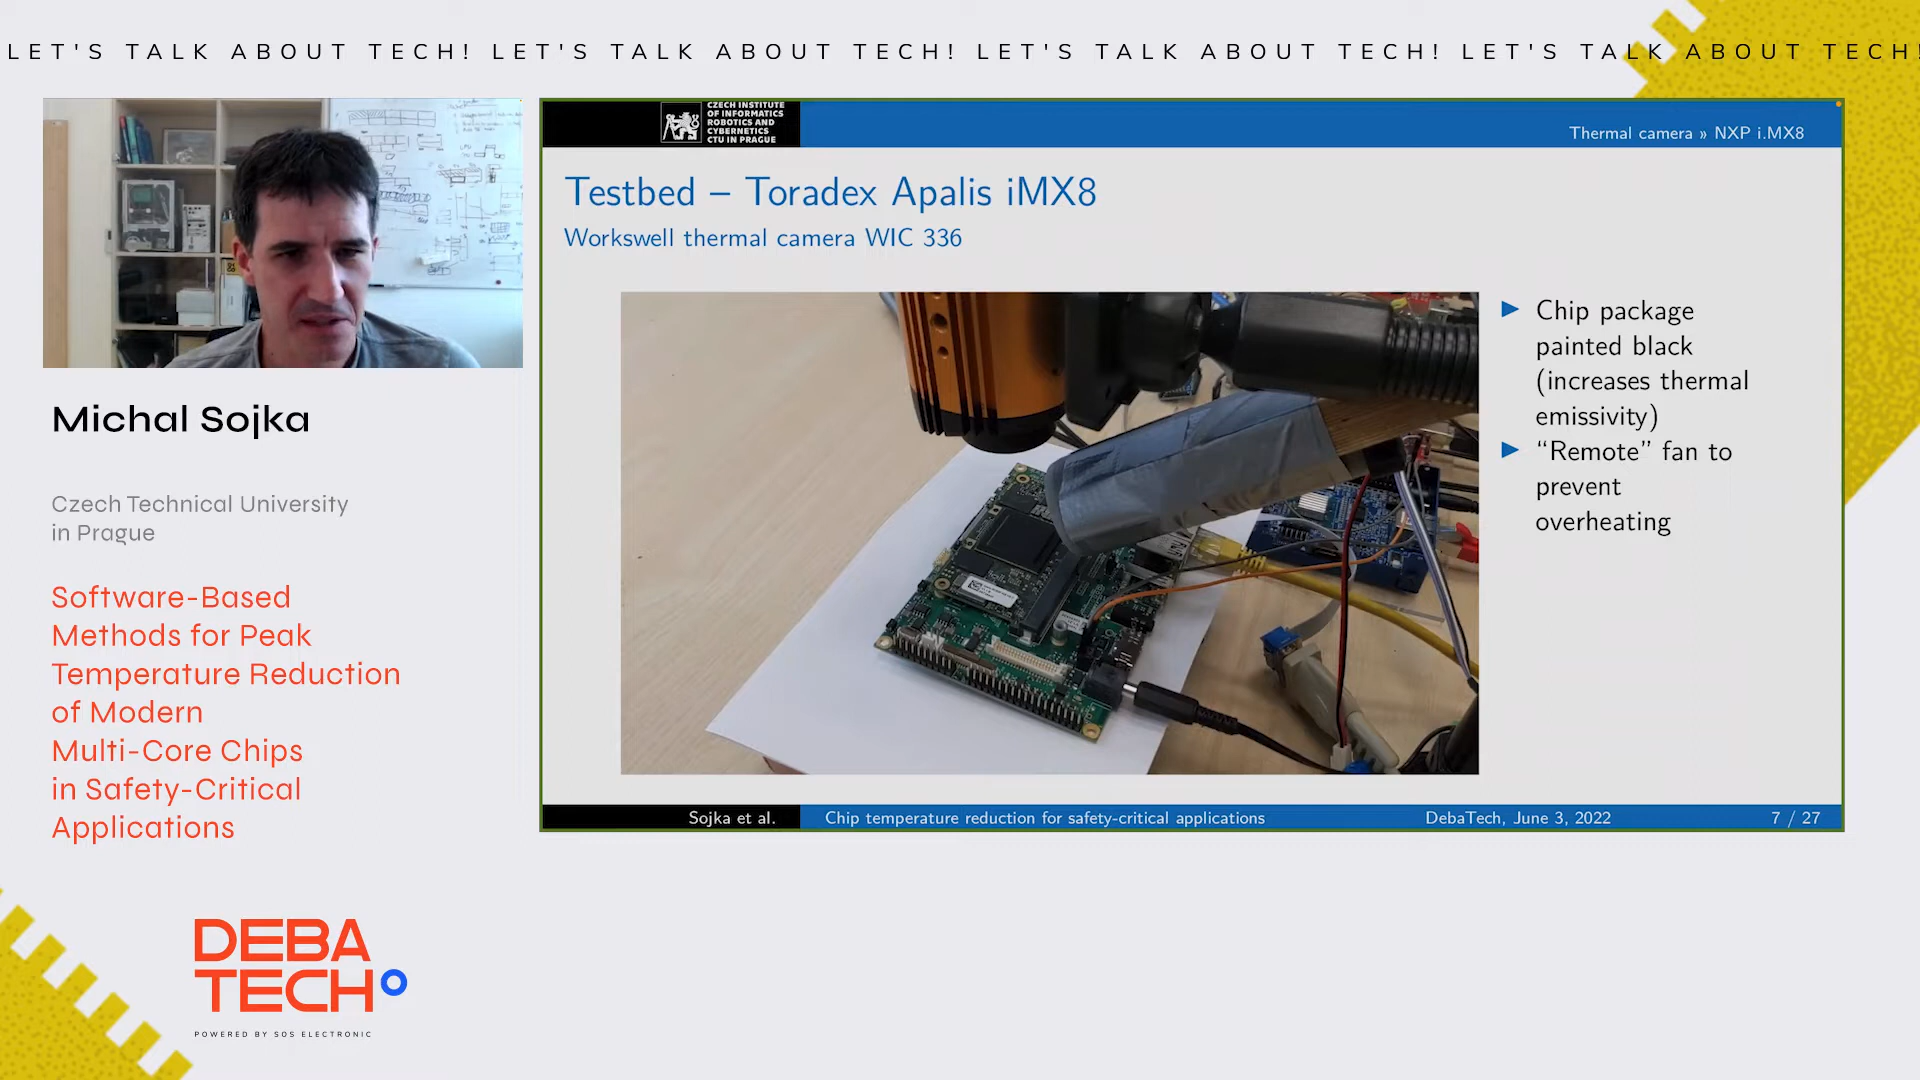 LET'S TALK ABOUT TECH! LET'S TALK ABOUT TECH! LET'S TALK ABOUT TECH! LET'S TALK ABOUT TECH!
CZECH INSTITUTE
OF INFORMATICS
ROBOTICS AND
CYBERNETICS
CTU IN PRAGUE
Thermal camera » NXP i.MX8
Testbed – Toradex Apalis iMX8
Workswell thermal camera WIC 336
Chip package
painted black
(increases thermal
emissivity)
“Remote” fan to
prevent
overheating
Sojka et al.
Chip temperature reduction for safety-critical applications
DebaTech, June 3, 2022
7 / 27
Michal Sojka
Czech Technical University
in Prague
Software-Based
Methods for Peak
Temperature Reduction
of Modern
Multi-Core Chips
in Safety-Critical
Applications
DEBA
TECH
POWERED BY SOS ELECTRONIC